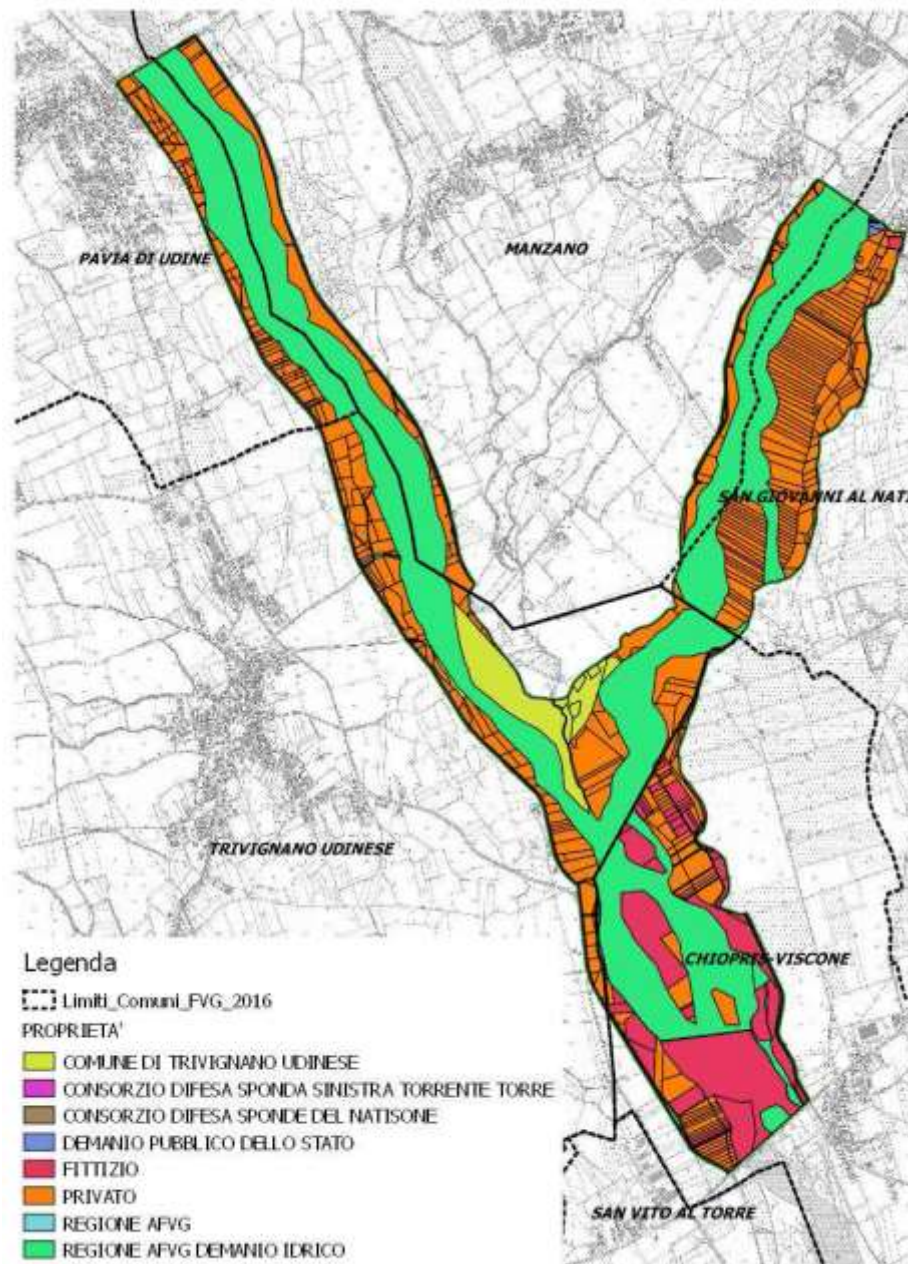 PAVIA DI UDINE
MANZANO
SAN GIOVANNI AL NATI
TRIVIGNANO UDINESE
CHIOPRIS-VISCONE
SAN VITO AL TORRE
Legenda
Limiti_Comuni_FVG_2016
PROPRIETA'
COMUNE DI TRIVIGNANO UDINESE
CONSORZIO DIFESA SPONDA SINISTRA TORRENTE TORRE
CONSORZIO DIFESA SPONDE DEL NATISONE
DEMANIO PUBBLICO DELLO STATO
FITTIZIO
PRIVATO
REGIONE AFVG
REGIONE AFVG DEMANIO IDRICO